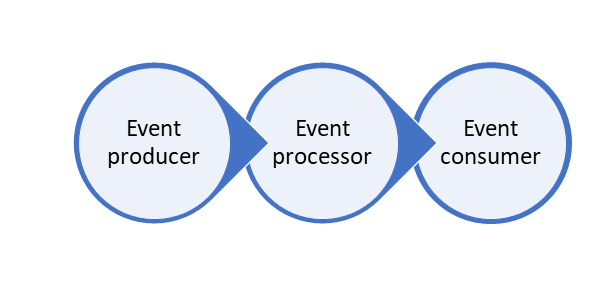 Event
producer
Event
processor
Event
consumer